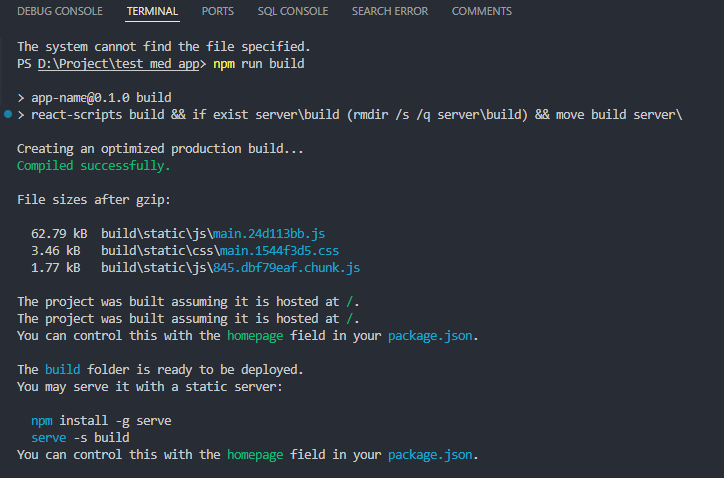 DEBUG CONSOLE TERMINAL PORTS SQL CONSOLE SEARCH ERROR COMMENTS
The system cannot find the file specified.
PS D:\Project\test med app> npm run build
> app-name@0.1.0 build
> react-scripts build && if exist server\build (rmdir /s /q server\build) && move build server\
Creating an optimized production build...
Compiled successfully.
File sizes after gzip:
62.79 kB build\static\js\main.24d113bb.js
3.46 kB build\static\css\main.1544f3d5.css
1.77 kB build\static\js\845.dbf79eaf.chunk.js
The project was built assuming it is hosted at /.
The project was built assuming it is hosted at /.
You can control this with the homepage field in your package.json.
The build folder is ready to be deployed.
You may serve it with a static server:
npm install -g serve
serve -s build
You can control this with the homepage field in your package.json.